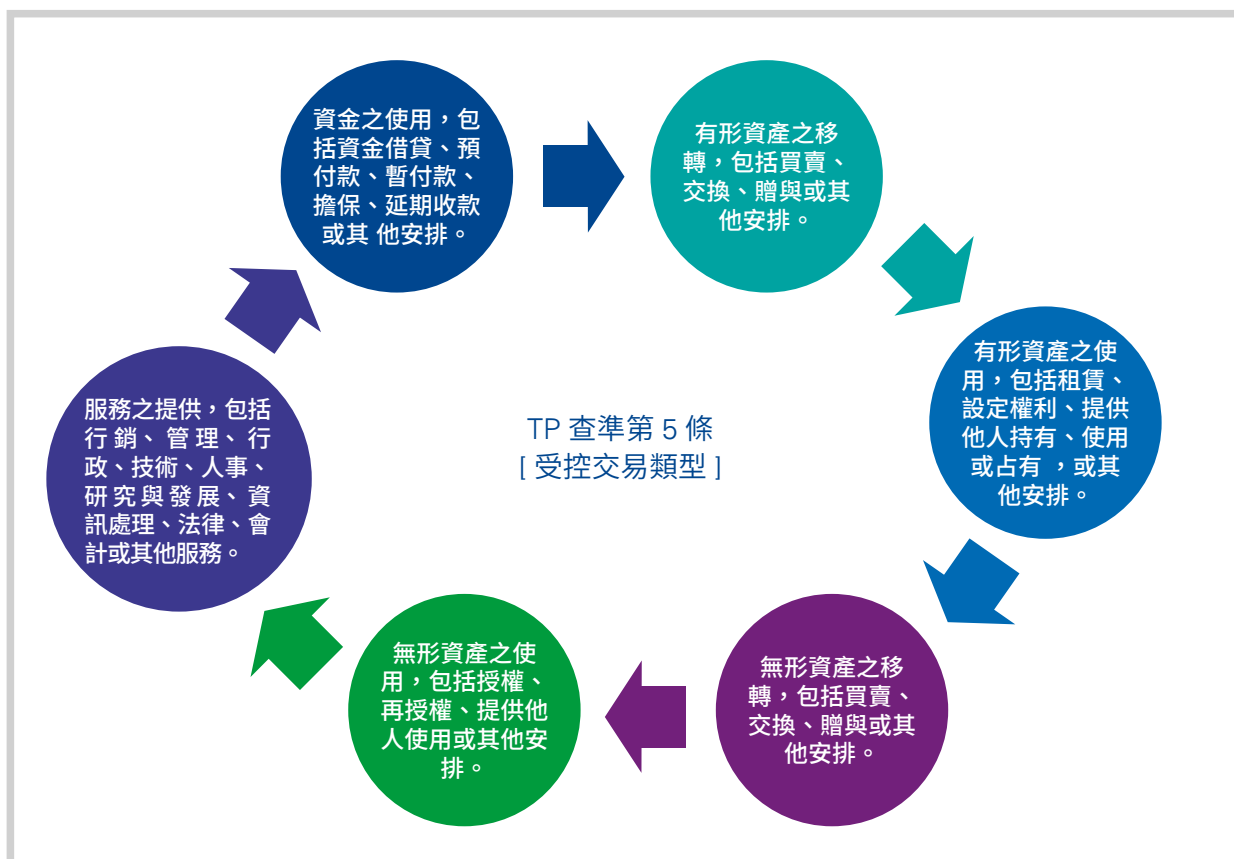 資金之使用，包
括資金借貸、預
付款、暫付款、
擔保、延期收款
或其 他安排。
有形資產之移
轉，包括買賣、
交換、贈與或其
他安排。
有形資產之使
用，包括租賃、
設定權利、提供
他人持有、使用
或占有 ，或其
他安排。
無形資產之移
轉，包括買賣、
交換、贈與或其
他安排。
無形資產之使
用，包括授權、
再授權、提供他
人使用或其他安
排。
服務之提供，包括
行 銷、 管 理、 行
政、技術、人事、
研 究 與 發 展、 資
訊處理、法律、會
計或其他服務。
TP 查準第 5 條
[ 受控交易類型 ]